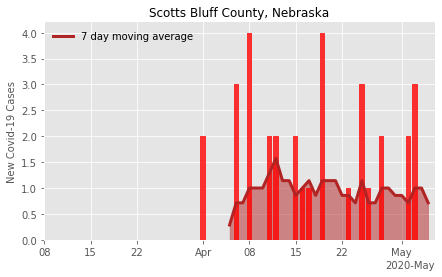 Scotts Bluff County, Nebraska
7 day moving average
New Covid-19 Cases
4.0
3.5
3.0
2.5
2.0
1.5
1.0
0.5
0.0
08 15 22 Apr 08 15 22 May
2020-May